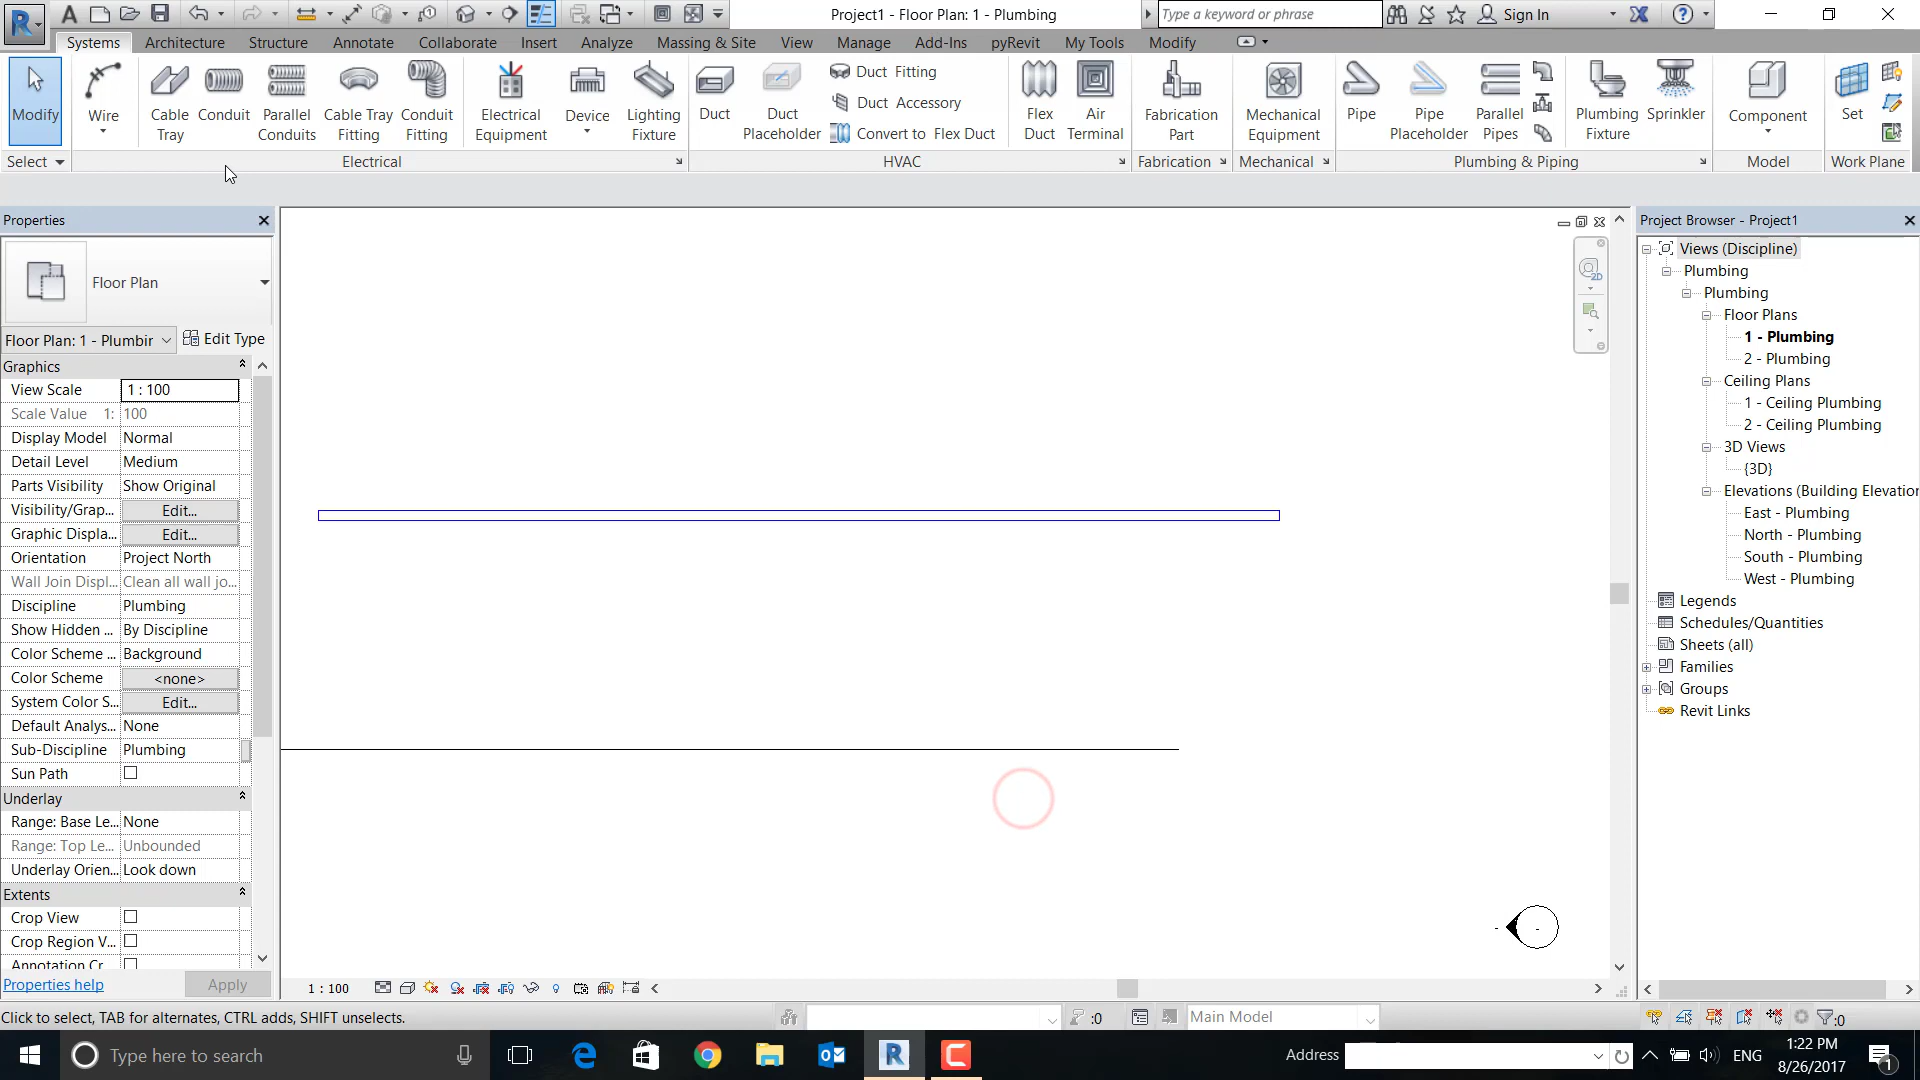 Project1 - Floor Plan: 1 - Plumbing
Type a keyword or phrase
Sign In
Systems
Architecture
Structure
Annotate
Collaborate
Insert
Analyze
Massing & Site
View
Manage
Add-Ins
pyRevit
My Tools
Modify
Modify
Wire
Cable
Tray
Conduit
Parallel
Conduits
Cable Tray
Fitting
Conduit
Fitting
Electrical
Equipment
Device
Lighting
Fixture
Duct
Duct
Placeholder
Duct Fitting
Duct Accessory
Convert to Flex Duct
Flex
Duct
Air
Terminal
Fabrication
Part
Mechanical
Equipment
Pipe
Pipe
Placeholder
Parallel
Pipes
Plumbing
Fixture
Sprinkler
Component
Set
Select
Electrical
HVAC
Fabrication
Mechanical
Plumbing & Piping
Model
Work Plane
Properties
Floor Plan
Floor Plan: 1 - Plumbir
Edit Type
Graphics
View Scale 1 : 100
Scale Value 1: 100
Display Model Normal
Detail Level Medium
Parts Visibility Show Original
Visibility/Grap... Edit...
Graphic Displa... Edit...
Orientation Project North
Wall Join Displ... Clean all wall jo...
Discipline Plumbing
Show Hidden ... By Discipline
Color Scheme ... Background
Color Scheme <none>
System Color S... Edit...
Default Analys... None
Sub-Discipline Plumbing
Sun Path
Underlay
Range: Base Le... None
Range: Top Le... Unbounded
Underlay Orien... Look down
Extents
Crop View
Crop Region V...
Annotation Cr
Properties help
Apply
2D
1 : 100
Project Browser - Project1
Views (Discipline)
Plumbing
Plumbing
Floor Plans
1 - Plumbing
2 - Plumbing
Ceiling Plans
1 - Ceiling Plumbing
2 - Ceiling Plumbing
3D Views
{3D}
Elevations (Building Elevation
East - Plumbing
North - Plumbing
South - Plumbing
West - Plumbing
Legends
Schedules/Quantities
Sheets (all)
Families
Groups
Revit Links
Click to select, TAB for alternates, CTRL adds, SHIFT unselects.
:0
Main Model
:0
Type here to search
Address
ENG
1:22 PM
8/26/2017
1